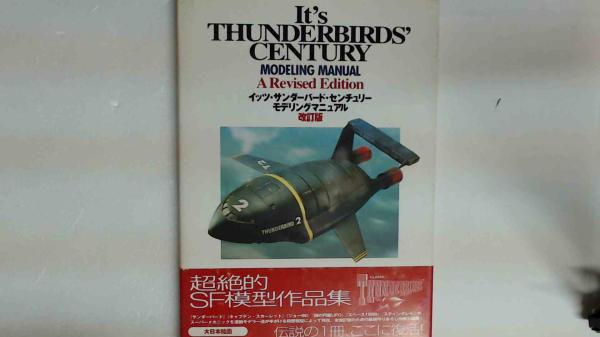 It's
THUNDERBIRDS'
CENTURY
MODELING MANUAL
A Revised Edition
イッツ・サンダーバード・センチュリー
モデリングマニュアル
改訂版
T2
THUNDERBIRD 2
超絶的
SF模型作品集
THUNDERBIRDS
大日本絵画
伝説の1冊、ここに復活!